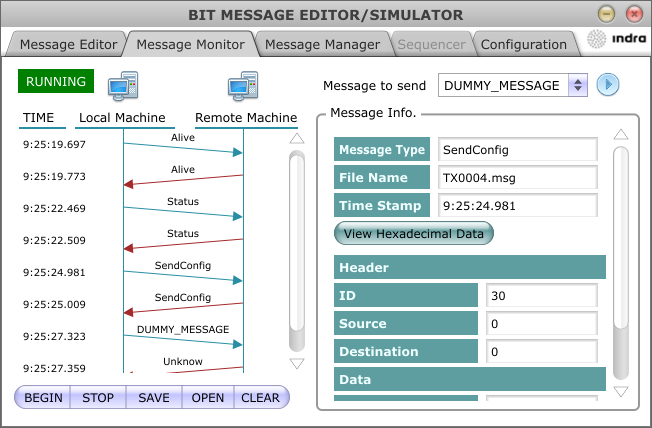 BIT MESSAGE EDITOR/SIMULATOR
Message Editor
Message Monitor
Message Manager
Sequencer
Configuration
indra
RUNNING
TIME
Local Machine
Remote Machine
9:25:19.697
Alive
9:25:19.773
Alive
9:25:22.469
Status
9:25:22.509
Status
9:25:24.981
SendConfig
9:25:25.009
SendConfig
9:25:27.323
DUMMY_MESSAGE
9:25:27.359
Unknow
BEGIN
STOP
SAVE
OPEN
CLEAR
Message to send
DUMMY_MESSAGE
Message Info.
Message Type
SendConfig
File Name
TX0004.msg
Time Stamp
9:25:24.981
View Hexadecimal Data
Header
ID
30
Source
0
Destination
0
Data